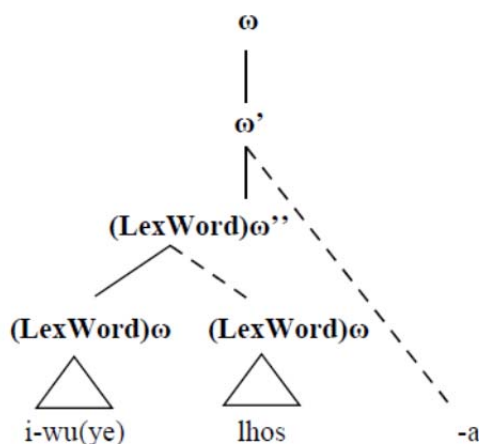 ω
ω’
(LexWord)ω’’
(LexWord)ω (LexWord)ω
i-wu(ye) lhos -a